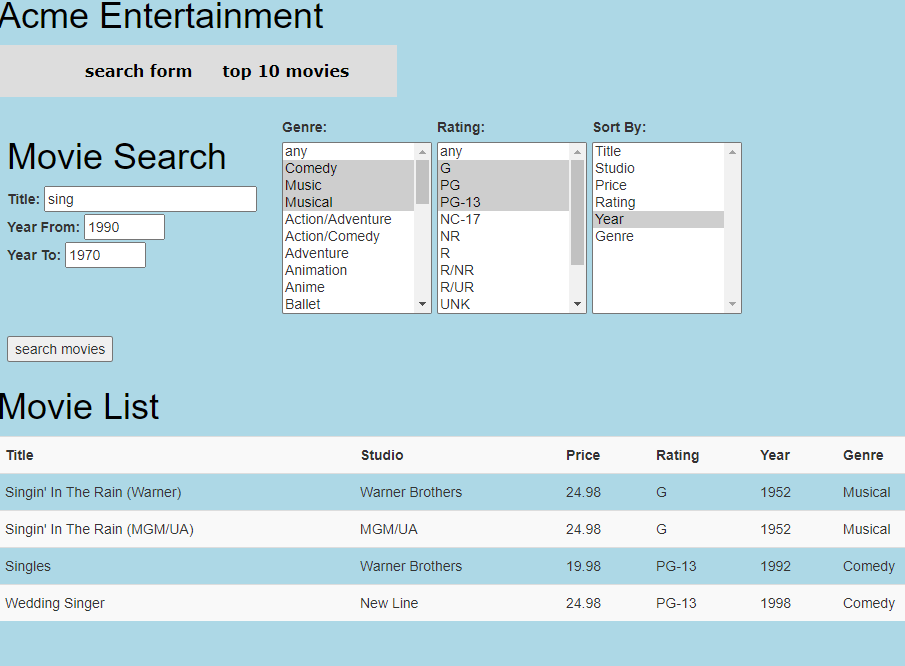 Acme Entertainment
search form top 10 movies
Movie Search
Title: sing
Year From: 1990
Year To: 1970
Genre:
any
Comedy
Music
Musical
Action/Adventure
Action/Comedy
Adventure
Animation
Anime
Ballet
Rating:
any
G
PG
PG-13
NC-17
NR
R
R/NR
R/UR
UNK
Sort By:
Title
Studio
Price
Rating
Year
Genre
search movies
Movie List
Title Studio Price Rating Year Genre
Singin' In The Rain (Warner) Warner Brothers 24.98 G 1952 Musical
Singin' In The Rain (MGM/UA) MGM/UA 24.98 G 1952 Musical
Singles Warner Brothers 19.98 PG-13 1992 Comedy
Wedding Singer New Line 24.98 PG-13 1998 Comedy